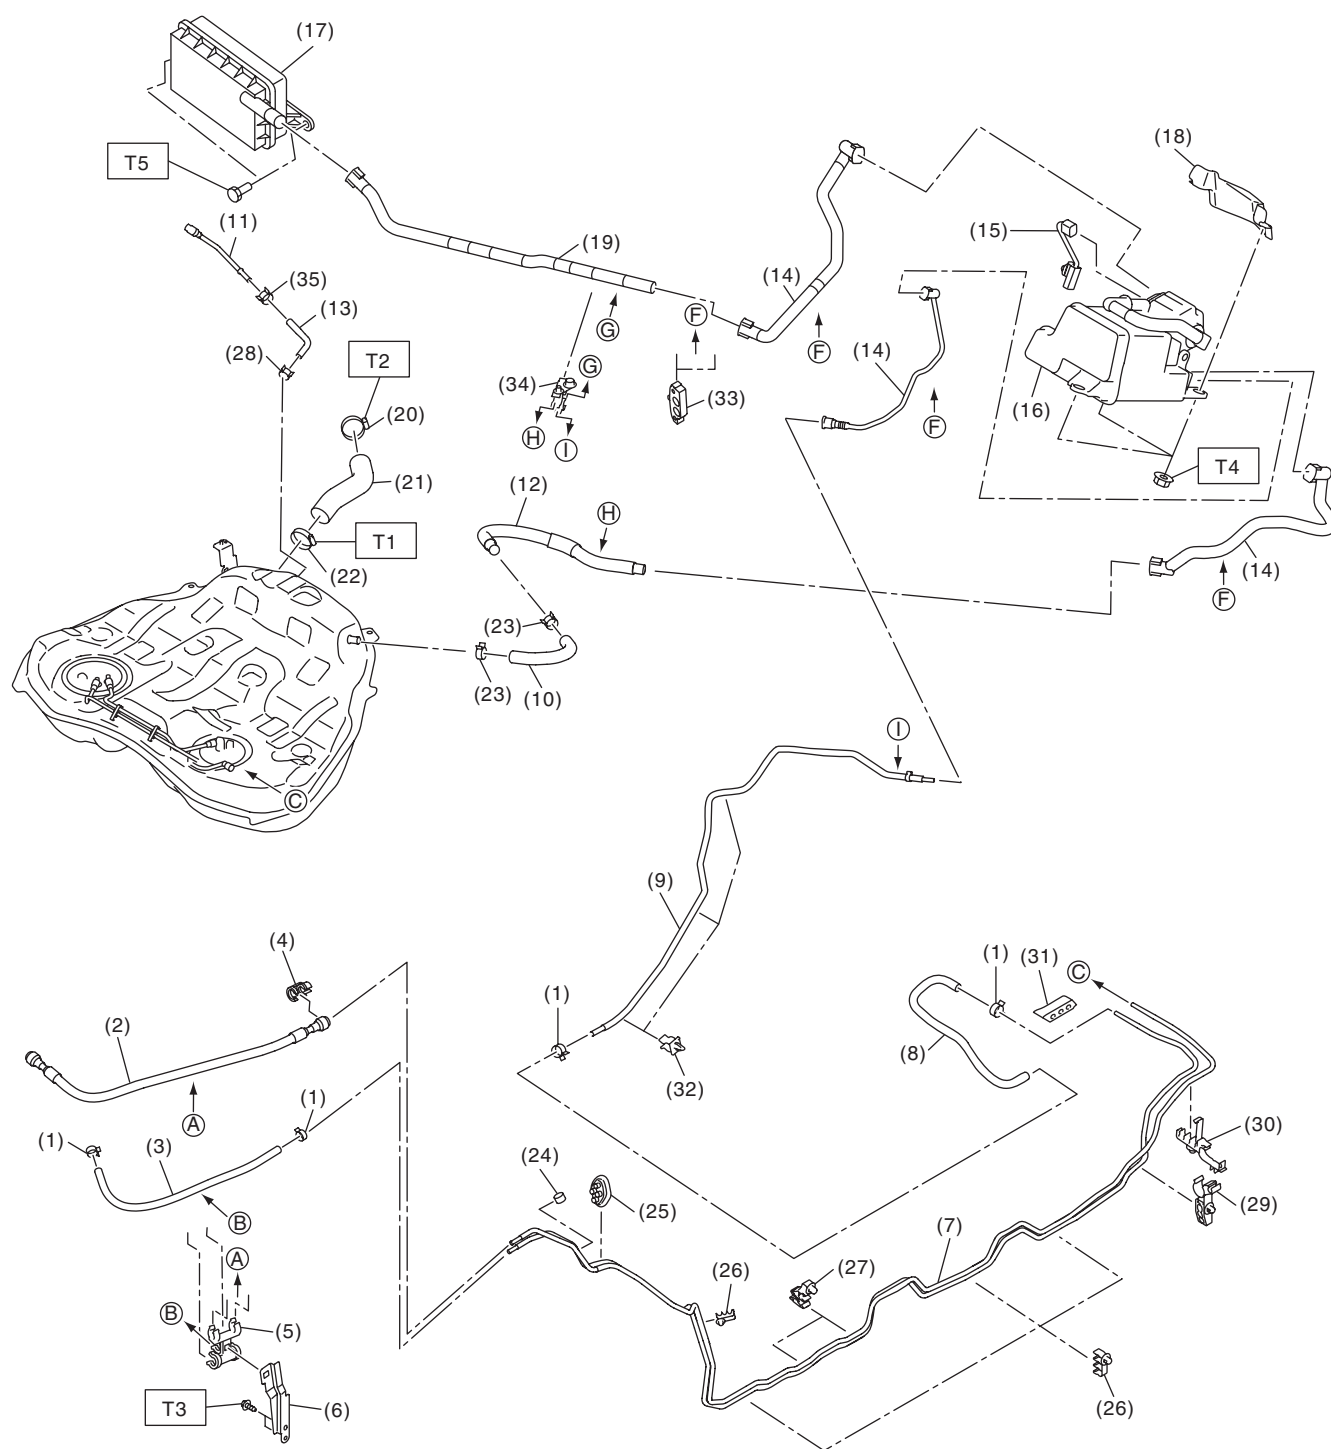 (17)
(18)
T5
(11)
(15)
(19)
(35)
(14)
F
G
(13)
F
(28)
T2
G
(14)
(34)
(33)
F
(16)
(20)
H
I
T4
(21)
(12)
H
T1
(22)
(14)
F
(23)
(23)
(10)
I
C
(9)
(4)
(1)
(31)
C
(1)
(2)
(8)
(32)
A
(1)
(1)
(3)
(30)
(24)
B
(25)
(29)
A
(7)
(26)
(27)
B
(5)
T3
(6)
(26)